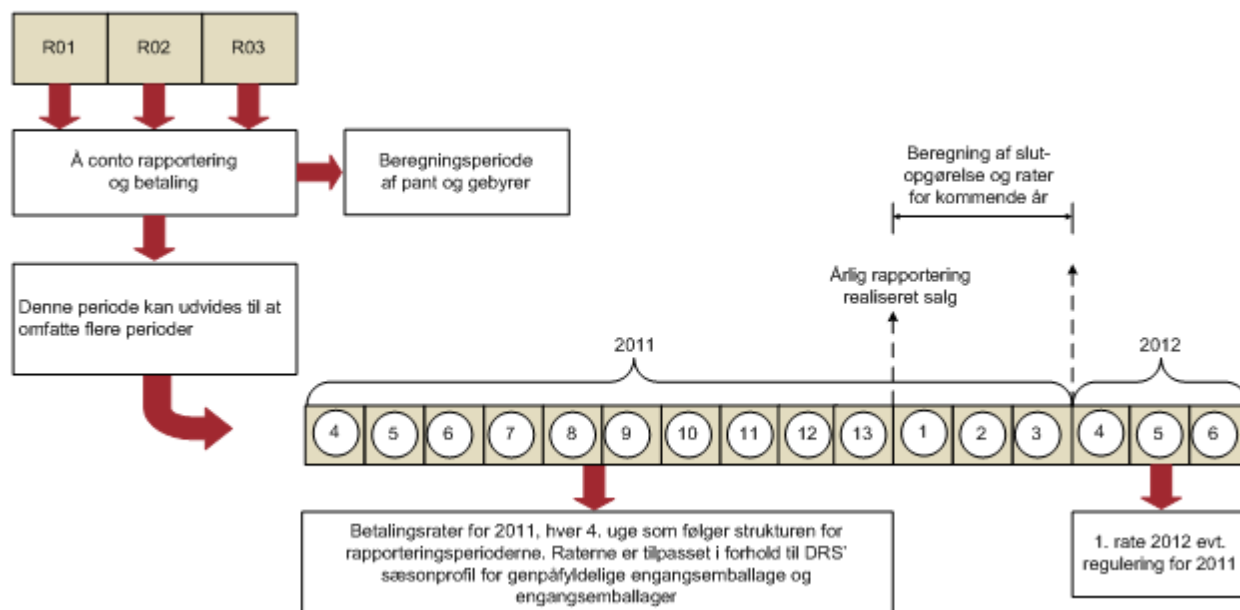 R01 R02 R03
Å conto rapportering
og betaling
Beregningsperiode
af pant og gebyrer
Denne periode kan udvides til at
omfatte flere perioder
Beregning af slut-
opgørelse og rater
for kommende år
Årlig rapportering
realiseret salg
2011 2012
4 5 6 7 8 9 10 11 12 13 1 2 3 4 5 6
Betalingsrater for 2011, hver 4. uge som følger strukturen for
rapporteringsperioderne. Raterne er tilpasset i forhold til DRS'
sæsonprofil for genpåfyldelige engangsemballage og
engangsemballager
1. rate 2012 evt.
regulering for 2011